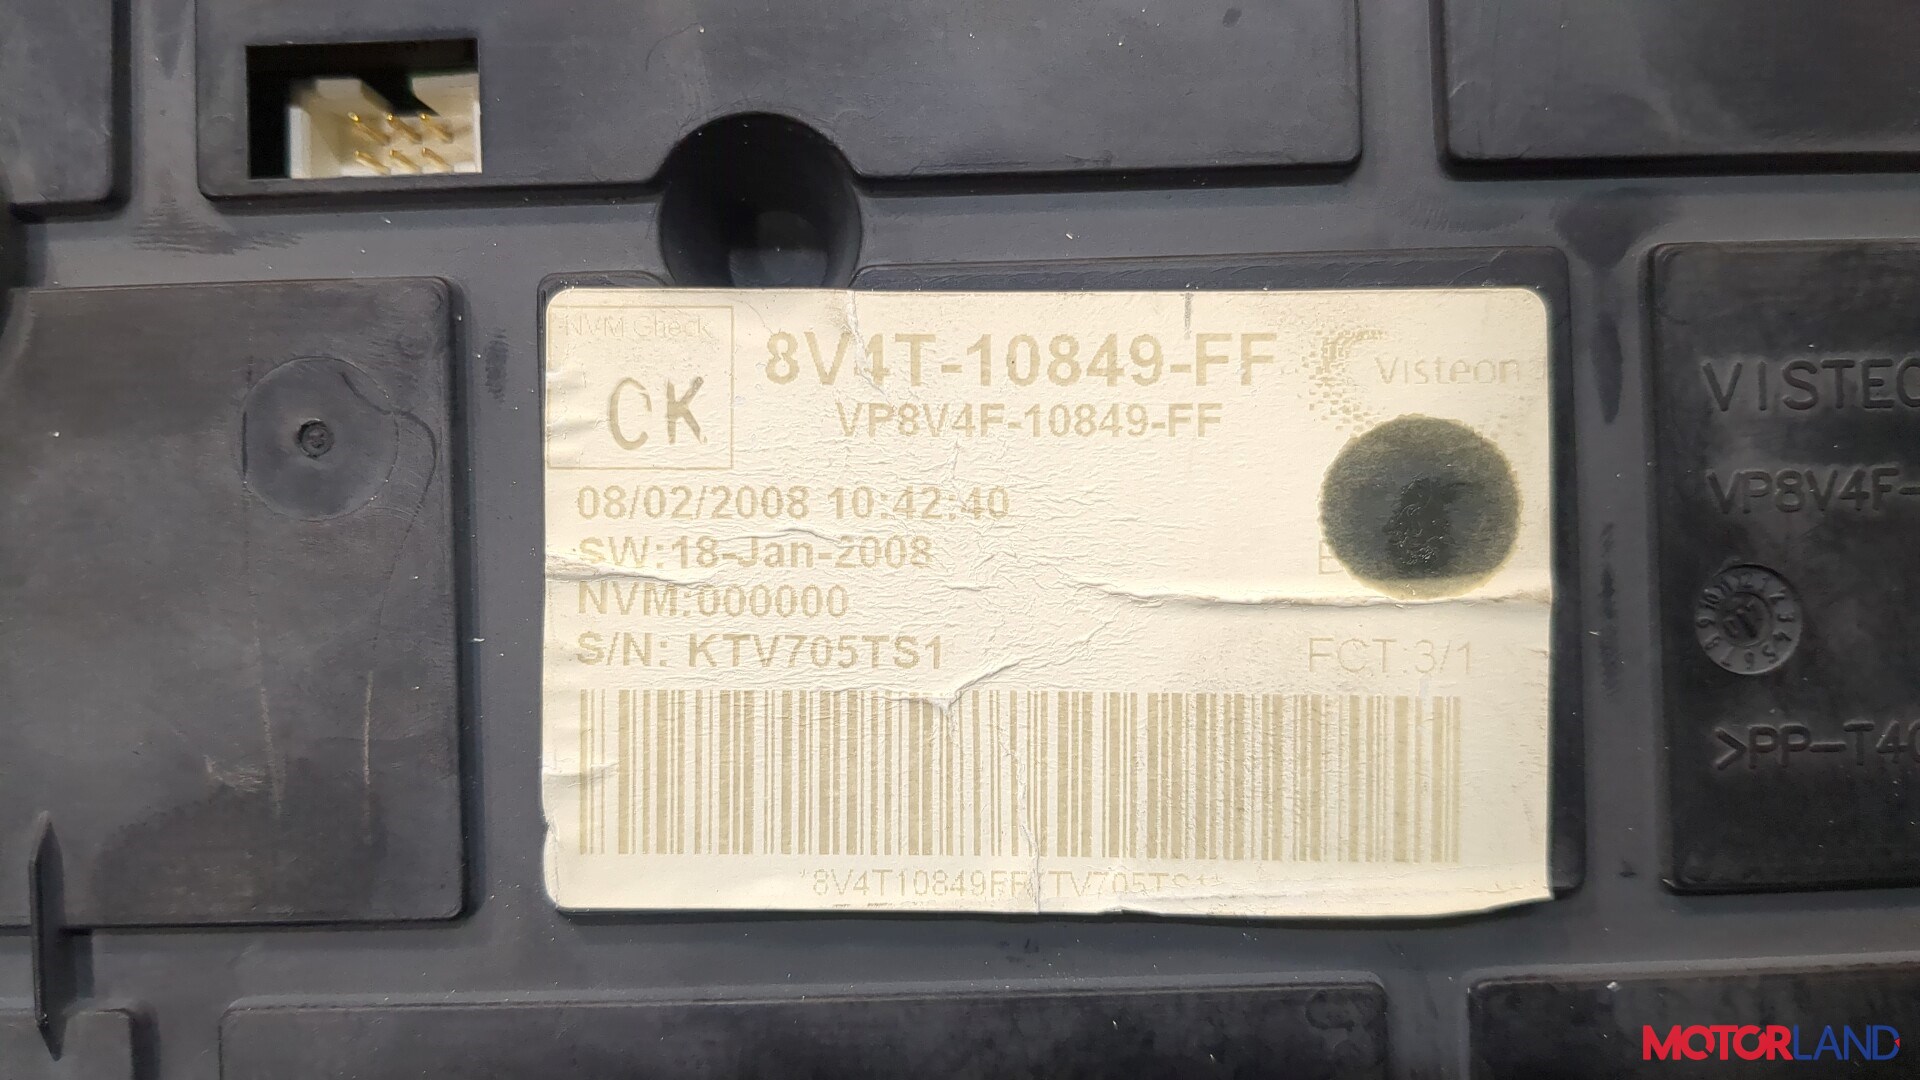 NVM Check
CK
8V4T-10849-FF
VP8V4F-10849-FF
Visteon
08/02/2008 10:42:40
SW:18-Jan-2008
NVM:000000
S/N: KTV705TS1
FCT:3/1
VISTEO
VP8V4F-
>PP-T40
MOTORLAND